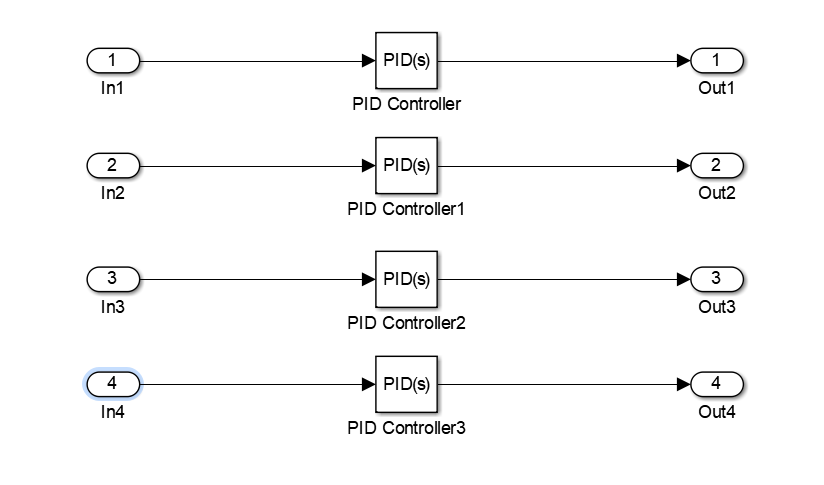 1 PID(s) 1
In1 PID Controller Out1
2 PID(s) 2
In2 PID Controller1 Out2
3 PID(s) 3
In3 PID Controller2 Out3
4 PID(s) 4
In4 PID Controller3 Out4